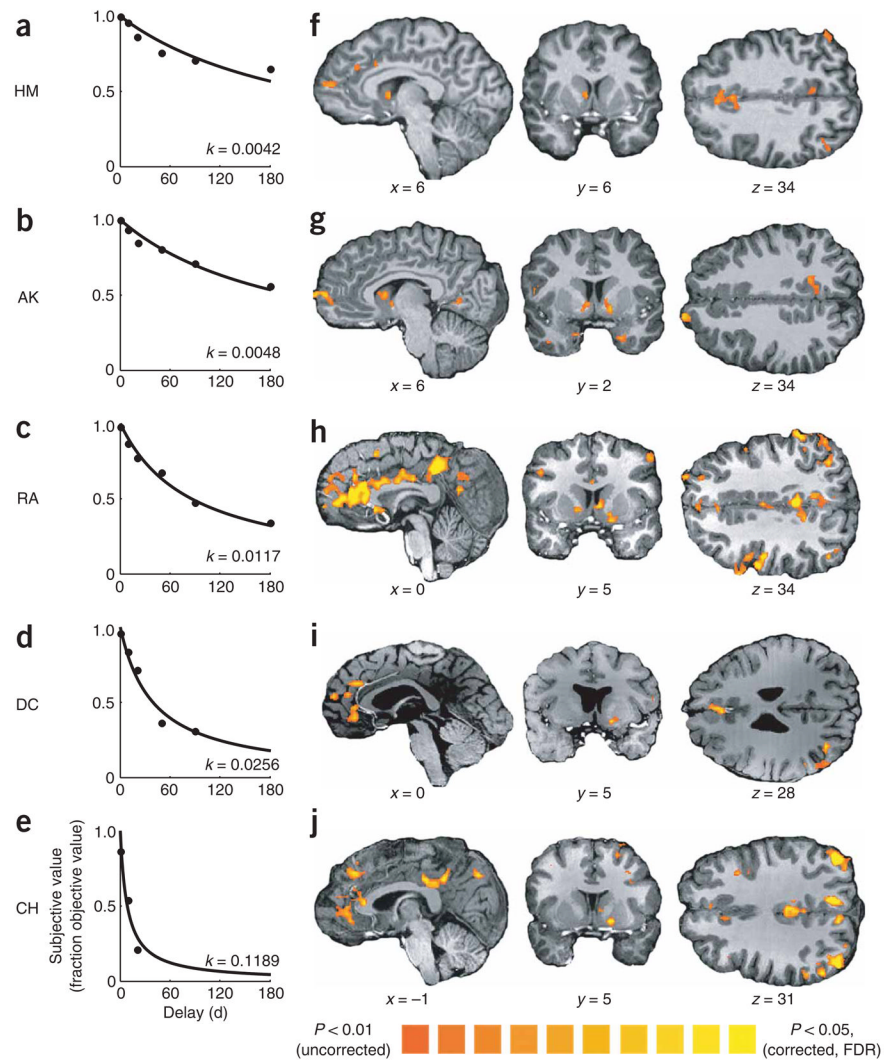 a
HM
1.0
0.5
0
k = 0.0042
0 60 120 180
f
x = 6
y = 6
z = 34
b
AK
1.0
0.5
0
k = 0.0048
0 60 120 180
g
x = 6
y = 2
z = 34
c
RA
1.0
0.5
0
k = 0.0117
0 60 120 180
h
x = 0
y = 5
z = 34
d
DC
1.0
0.5
0
k = 0.0256
0 60 120 180
i
x = 0
y = 5
z = 28
e
CH
Subjective value
(fraction objective value)
1.0
0.5
0
k = 0.1189
0 60 120 180
Delay (d)
j
x = –1
y = 5
z = 31
P < 0.01
(uncorrected)
P < 0.05,
(corrected, FDR)